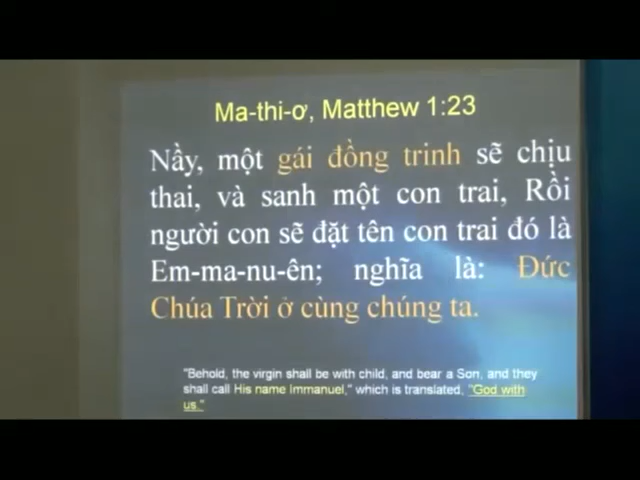 Ma-thi-ơ, Matthew 1:23
Nầy, một gái đồng trinh sẽ chịu
thai, và sanh một con trai, Rồi
người con sẽ đặt tên con trai đó là
Em-ma-nu-ên; nghĩa là: Đức
Chúa Trời ở cùng chúng ta.
"Behold, the virgin shall be with child, and bear a Son, and they
shall call His name Immanuel," which is translated, "God with
us."